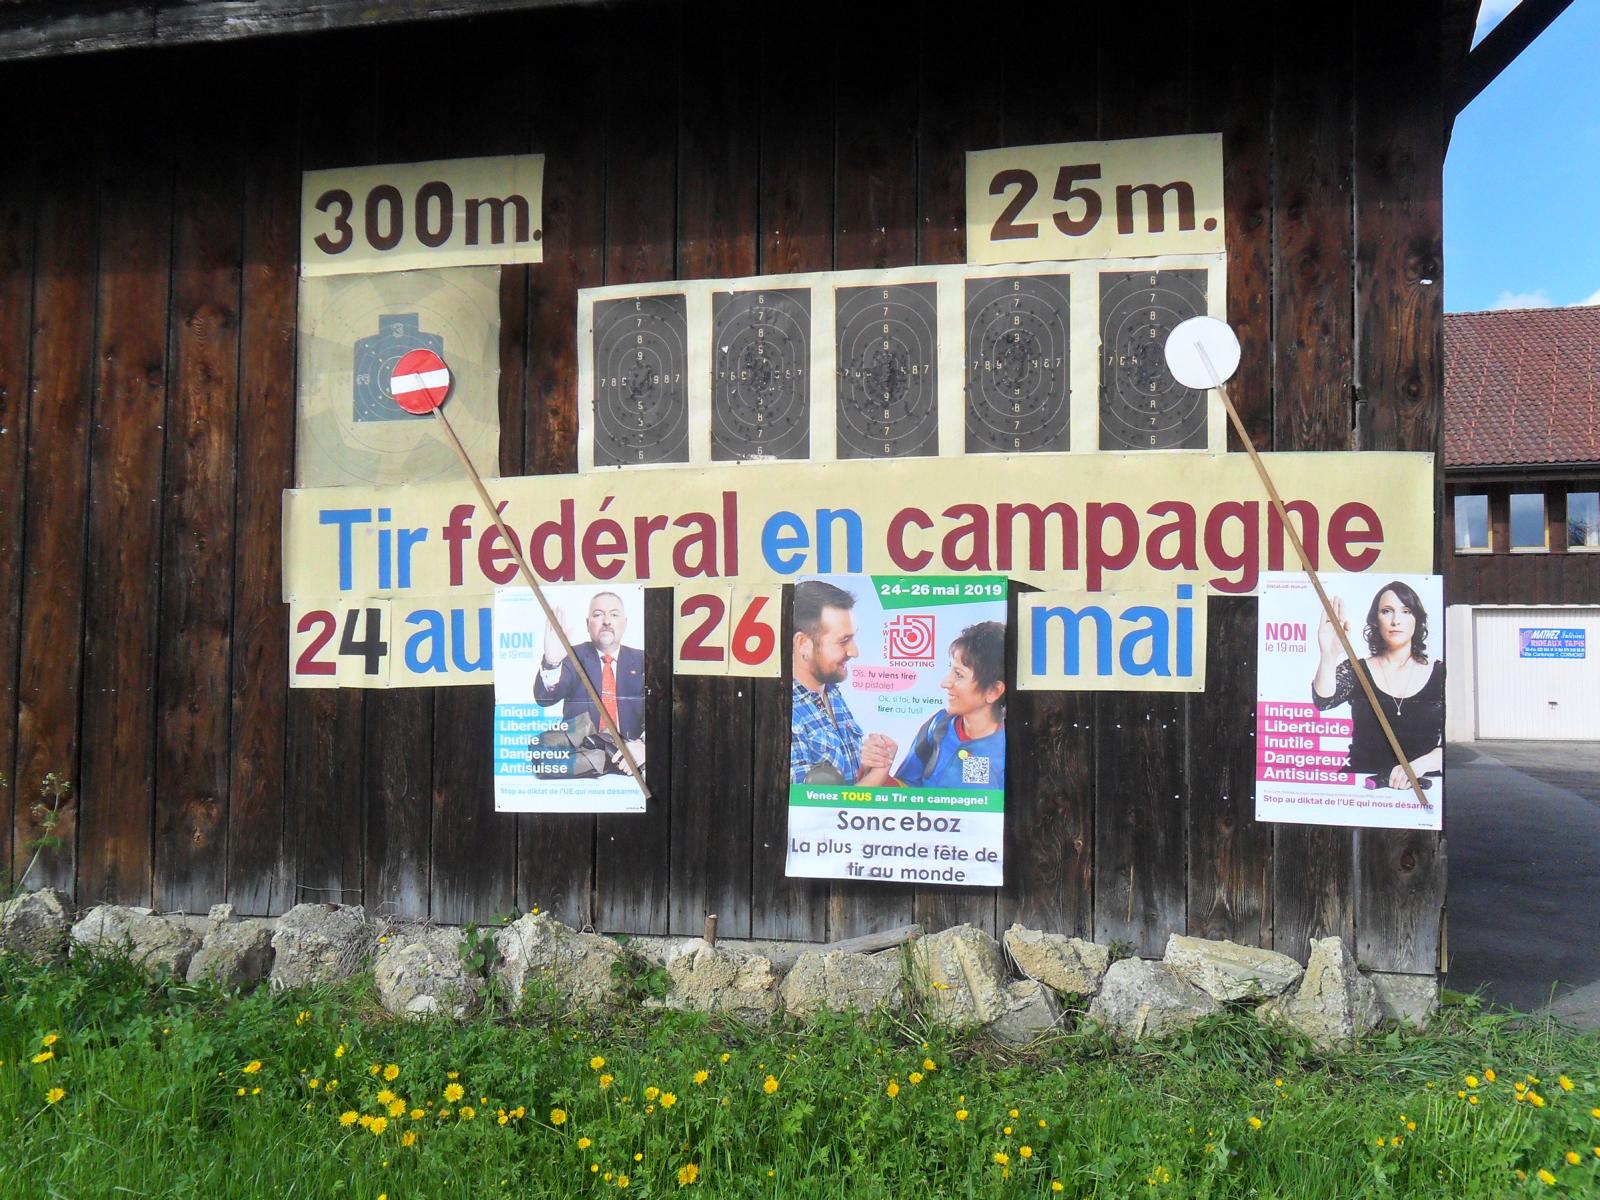 300m.
25m.
Tir fédéral en campagne
24 au 26 mai
NON
le 19 mai
Inique
Liberticide
Inutile
Dangereux
Antisuisse
Stop au diktat de l'UE qui nous désarme
24–26 mai 2019
SWISS
SHOOTING
Dis, tu viens tirer
au pistolet
Ok, si toi, tu viens
tirer au fusil
Venez TOUS au Tir en campagne!
Sonceboz
La plus grande fête de
tir au monde
NON
le 19 mai
Inique
Liberticide
Inutile
Dangereux
Antisuisse
Stop au diktat de l'UE qui nous désarme
MATHEZ
RIDEAUX TAPIS